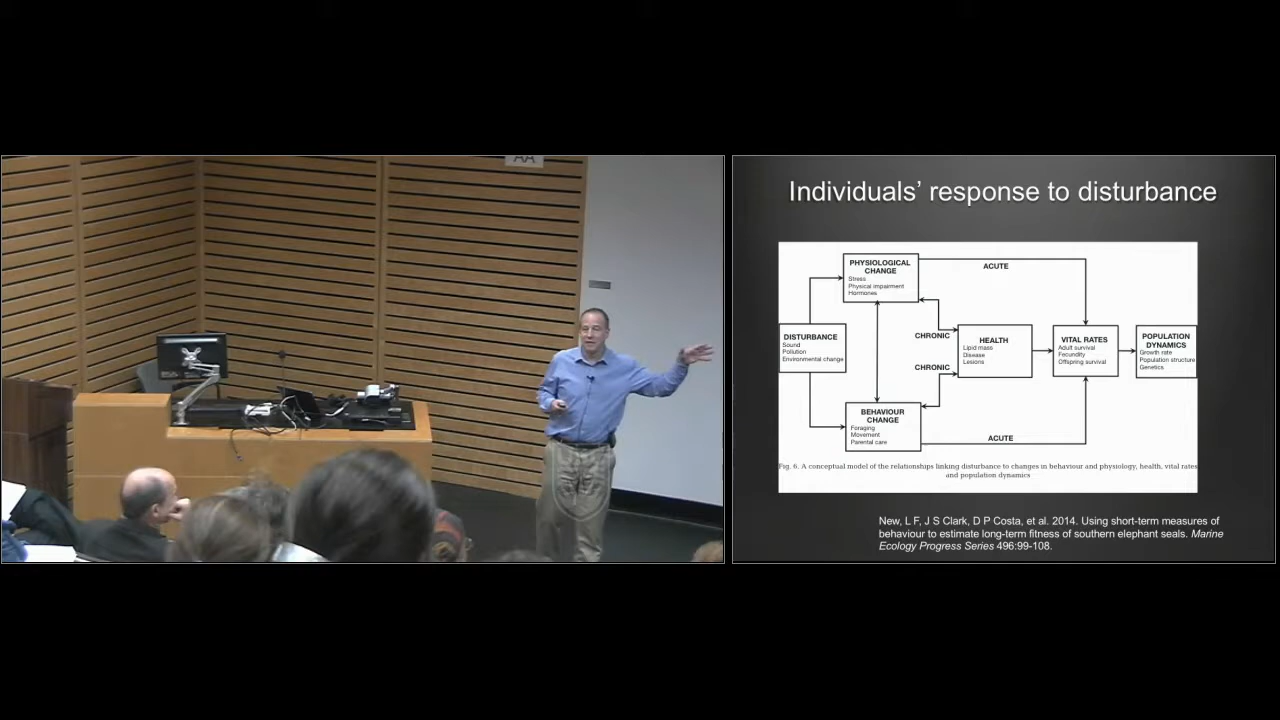 AA
Individuals’ response to disturbance
PHYSIOLOGICAL
CHANGE
Stress
Physical impairment
Hormones
ACUTE
DISTURBANCE
Sound
Pollution
Environmental change
CHRONIC
HEALTH
Lipid mass
Disease
Lesions
VITAL RATES
Adult survival
Fecundity
Offspring survival
POPULATION
DYNAMICS
Growth rate
Population structure
Genetics
CHRONIC
BEHAVIOUR
CHANGE
Foraging
Movement
Parental care
ACUTE
Fig. 6. A conceptual model of the relationships linking disturbance to changes in behaviour and physiology, health, vital rates
and population dynamics
New, L F, J S Clark, D P Costa, et al. 2014. Using short-term measures of
behaviour to estimate long-term fitness of southern elephant seals. Marine
Ecology Progress Series 496:99-108.